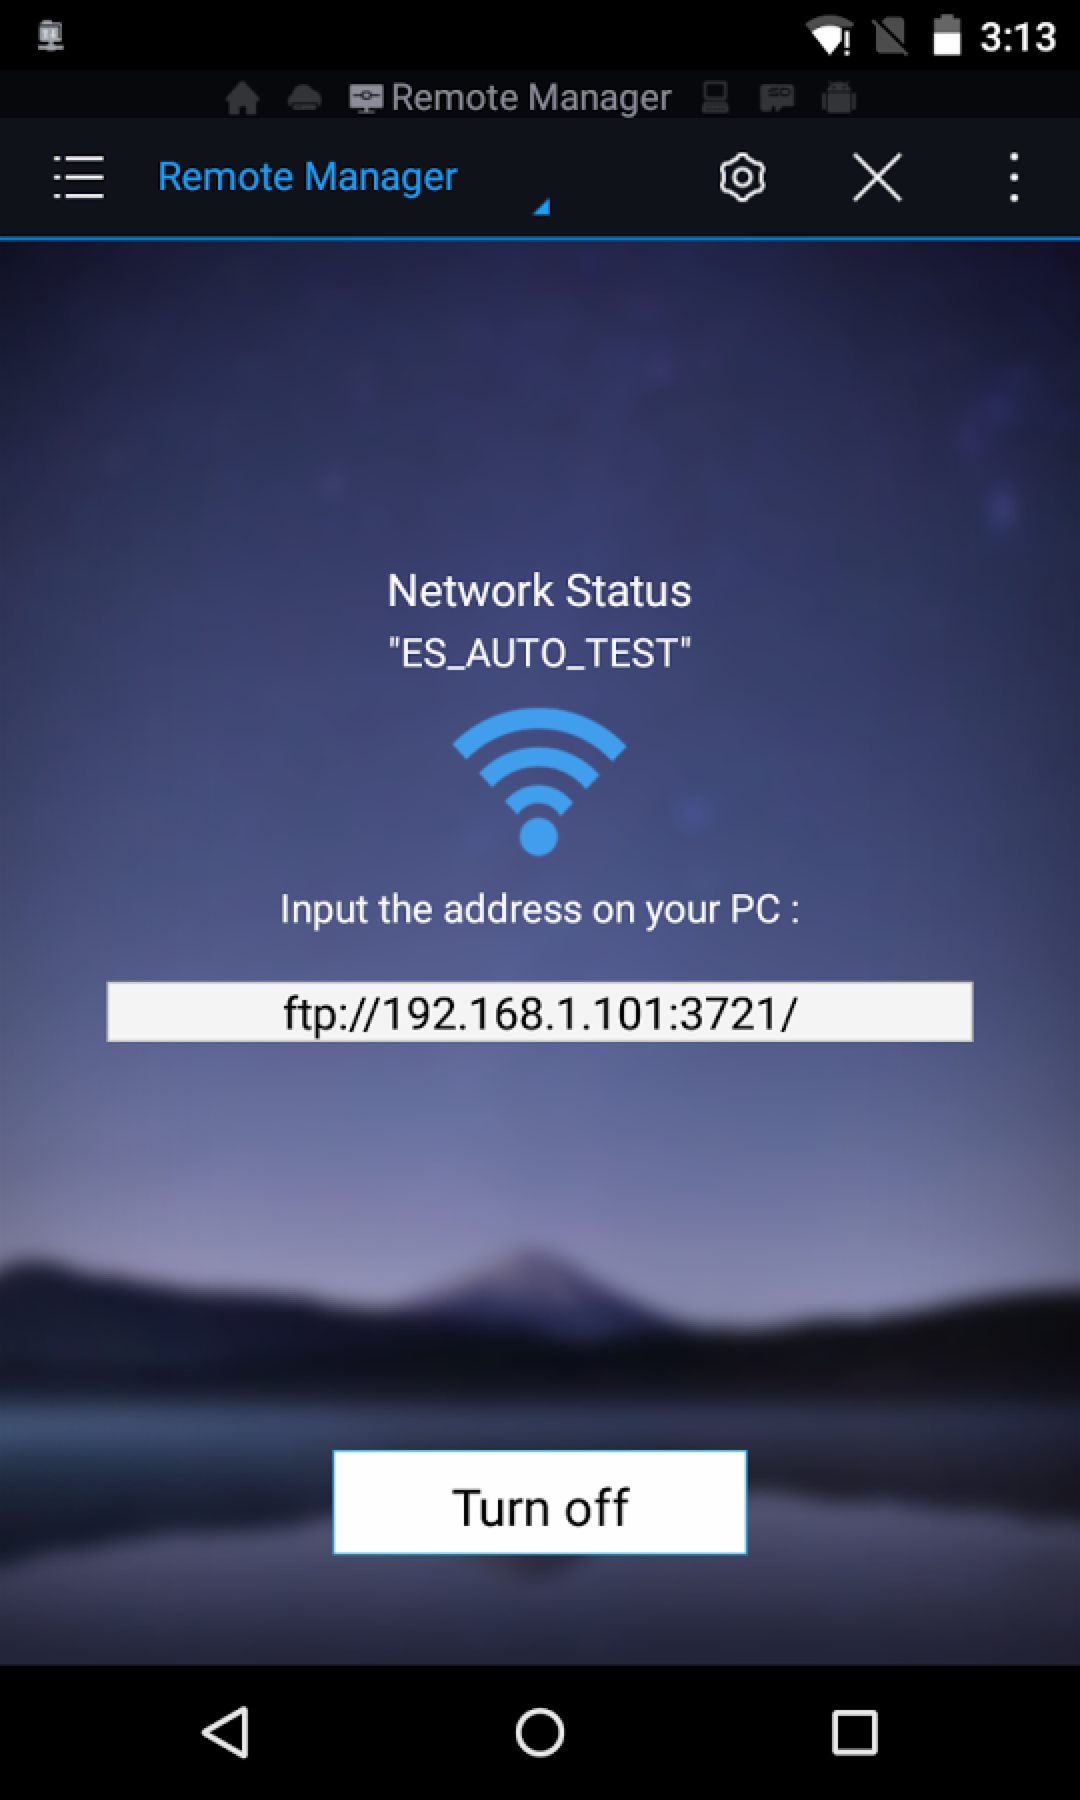 3:13
Remote Manager
Remote Manager
Network Status
"ES_AUTO_TEST"
Input the address on your PC :
ftp://192.168.1.101:3721/
Turn off